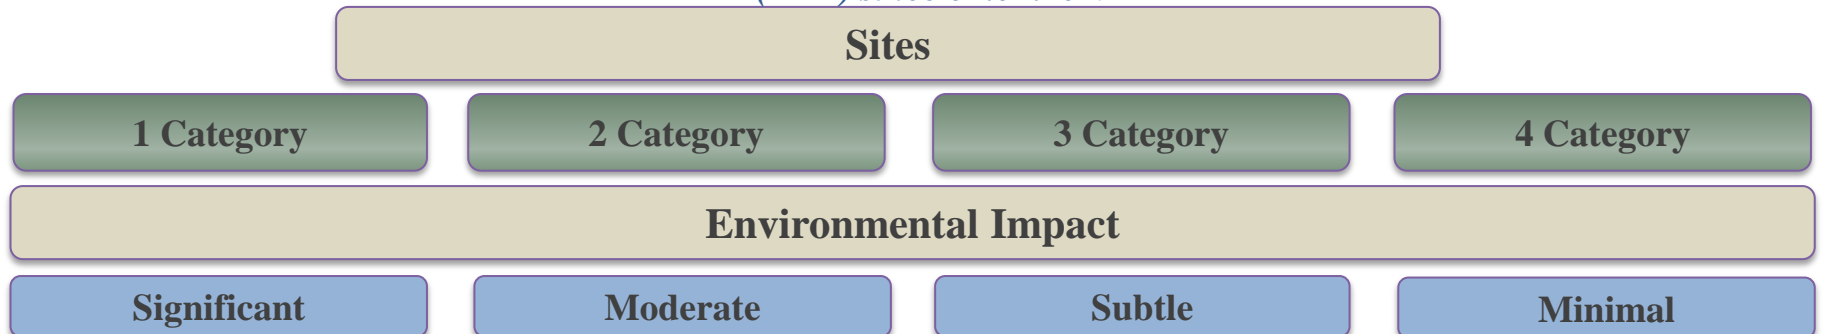 Sites
1 Category
2 Category
3 Category
4 Category
Environmental Impact
Significant
Moderate
Subtle
Minimal